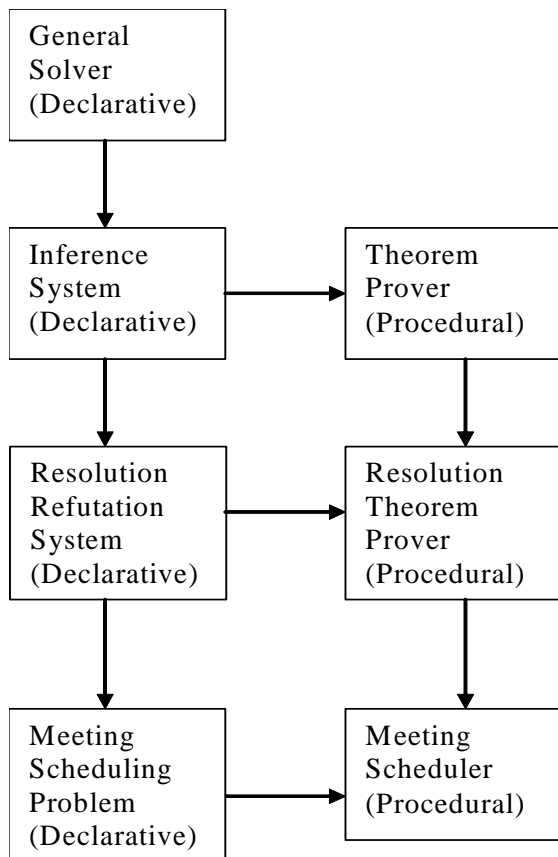 General
Solver
(Declarative)
Inference
System
(Declarative)
Theorem
Prover
(Procedural)
Resolution
Refutation
System
(Declarative)
Resolution
Theorem
Prover
(Procedural)
Meeting
Scheduling
Problem
(Declarative)
Meeting
Scheduler
(Procedural)